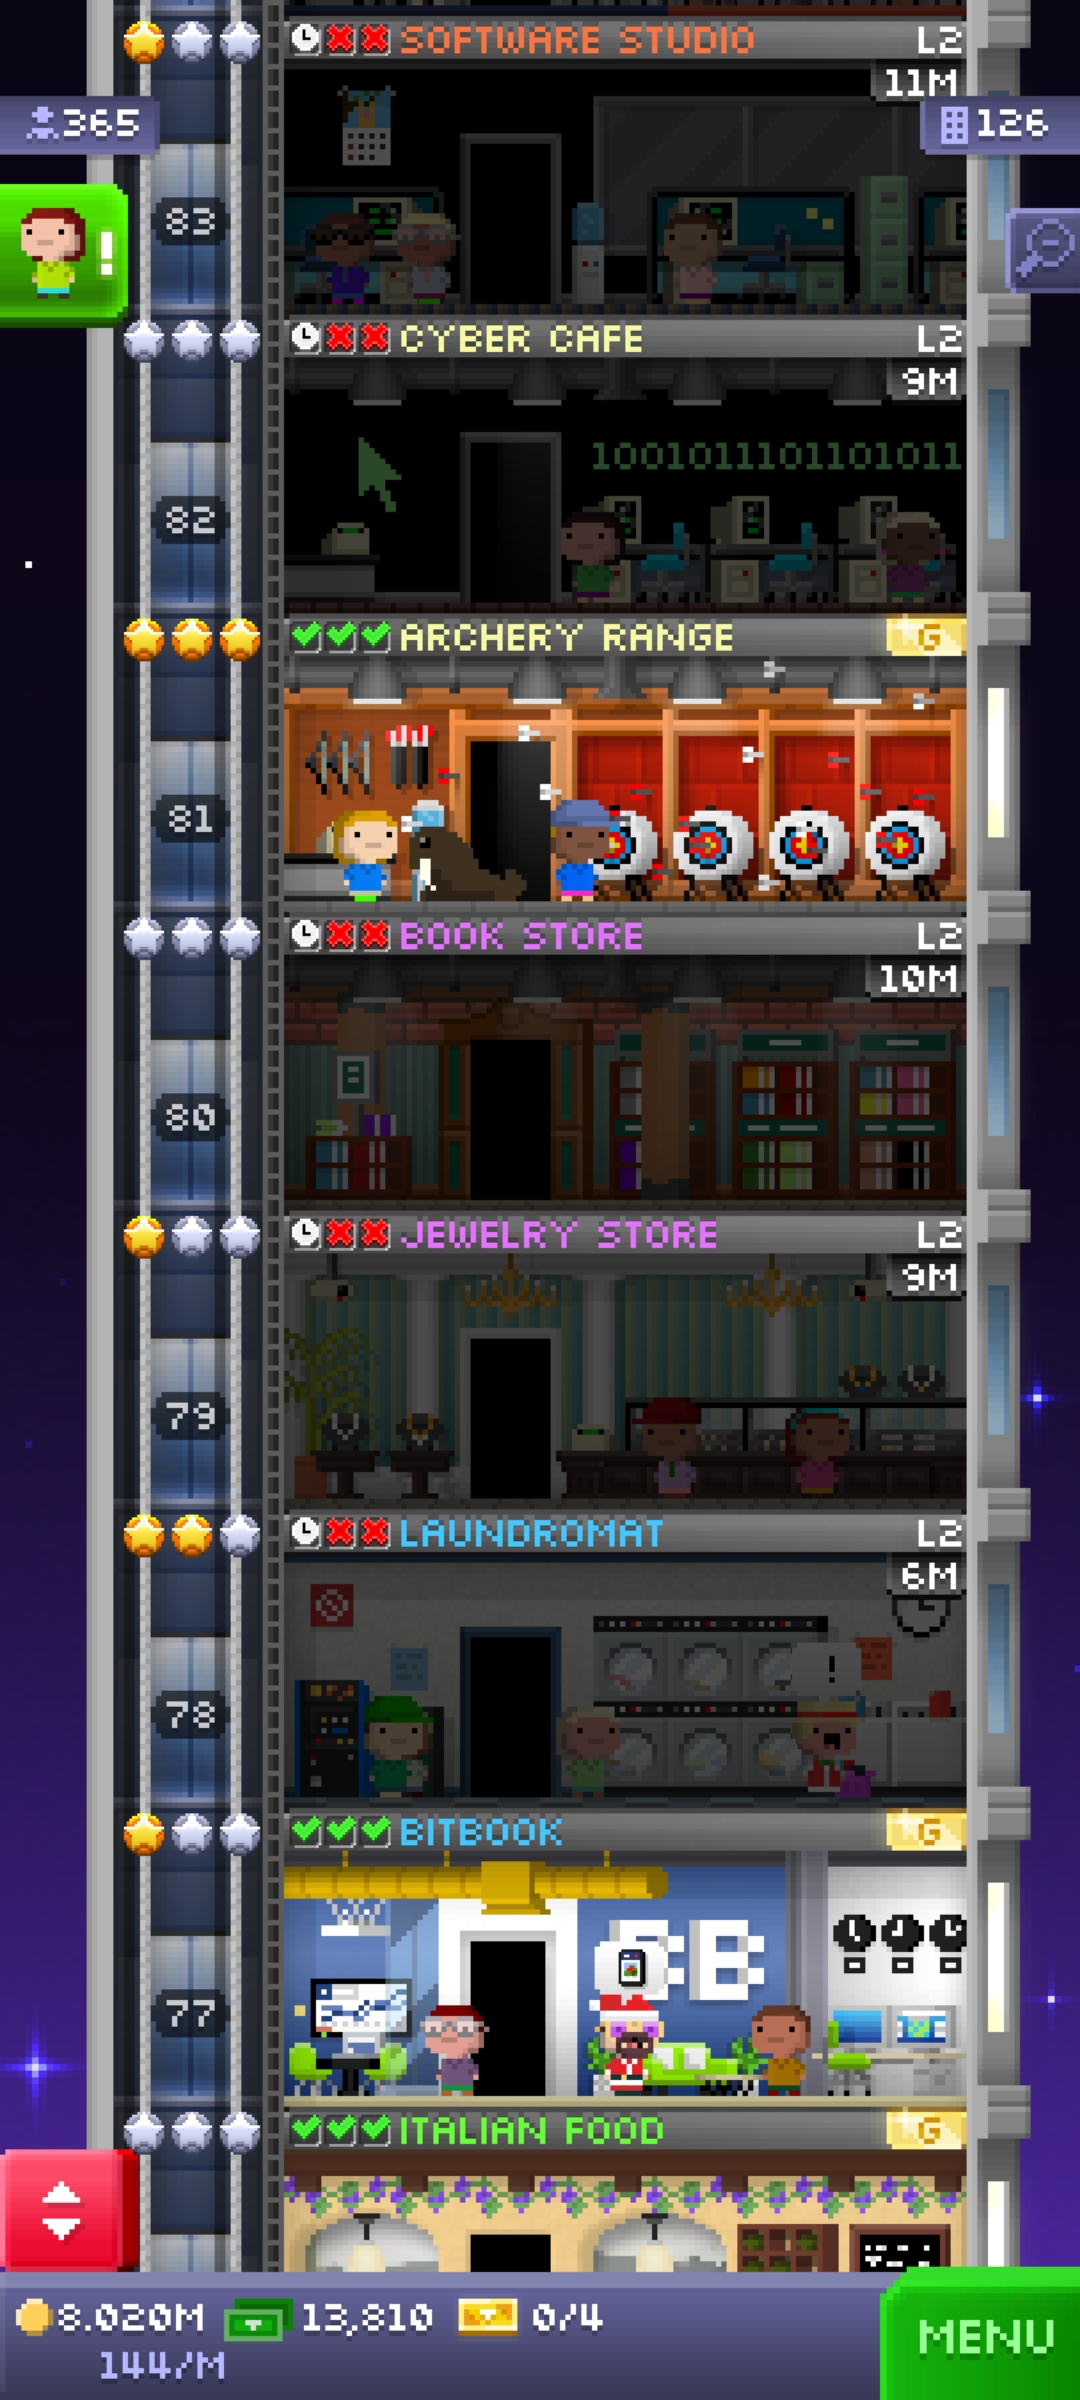 SOFTWARE STUDIO L2
11M
365
126
83
!
CYBER CAFE L2
9M
1001011101101011
82
ARCHERY RANGE G
81
BOOK STORE L2
10M
80
JEWELRY STORE L2
9M
79
LAUNDROMAT L2
6M
!
78
BITBOOK G
BB
77
ITALIAN FOOD G
8.020M 13,810 0/4
144/M
MENU